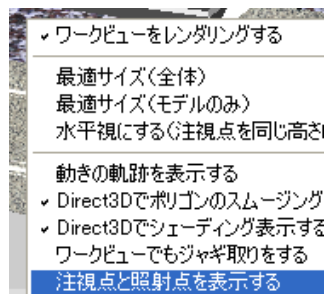 ワークビューをレンダリングする
最適サイズ(全体)
最適サイズ(モデルのみ)
水平視にする(注視点を同じ高さ
動きの軌跡を表示する
Direct3Dでポリゴンのスムージング
Direct3Dでシェーディング表示する
ワークビューでもジャギ取りをする
注視点と照射点を表示する